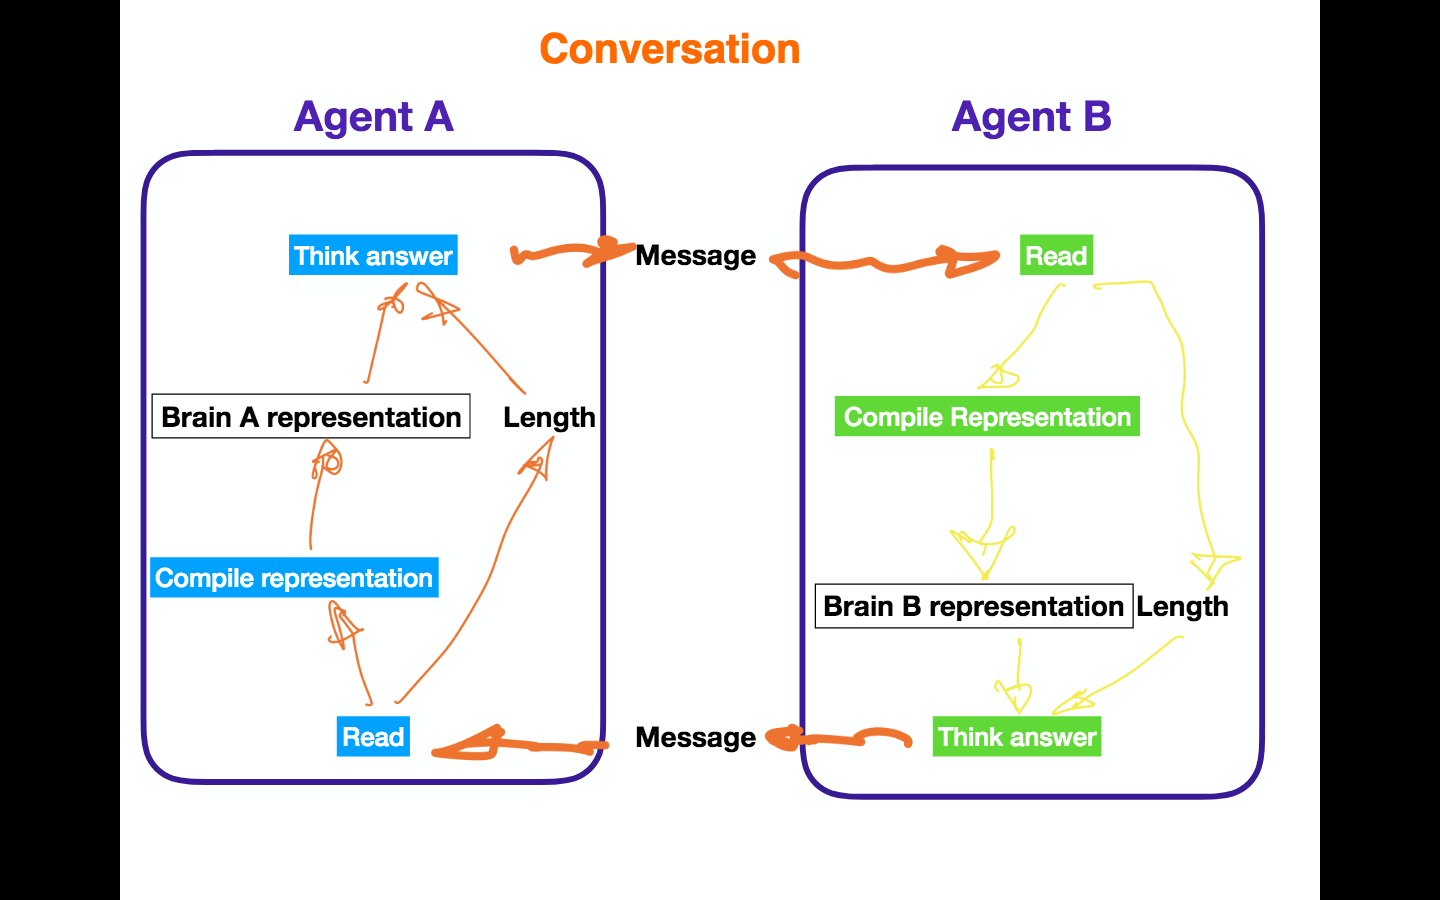 Conversation
Agent A
Agent B
Think answer
Message
Read
Brain A representation
Length
Compile Representation
Compile representation
Brain B representation
Length
Read
Message
Think answer